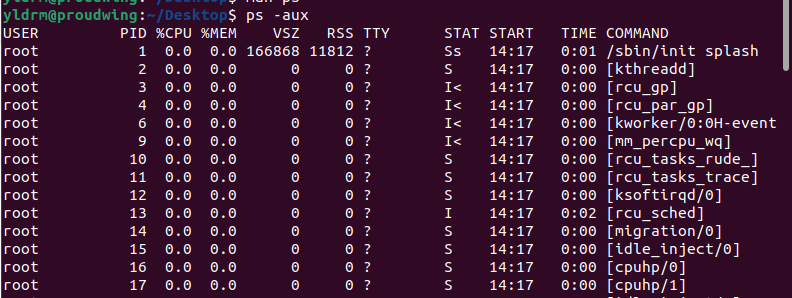 yldrm@proudwing:~/Desktop$ man ps
yldrm@proudwing:~/Desktop$ ps -aux
USER PID %CPU %MEM VSZ RSS TTY STAT START TIME COMMAND
root 1 0.0 0.0 166868 11812 ? Ss 14:17 0:01 /sbin/init splash
root 2 0.0 0.0 0 0 ? S 14:17 0:00 [kthreadd]
root 3 0.0 0.0 0 0 ? I< 14:17 0:00 [rcu_gp]
root 4 0.0 0.0 0 0 ? I< 14:17 0:00 [rcu_par_gp]
root 6 0.0 0.0 0 0 ? I< 14:17 0:00 [kworker/0:0H-event
root 9 0.0 0.0 0 0 ? I< 14:17 0:00 [mm_percpu_wq]
root 10 0.0 0.0 0 0 ? S 14:17 0:00 [rcu_tasks_rude_]
root 11 0.0 0.0 0 0 ? S 14:17 0:00 [rcu_tasks_trace]
root 12 0.0 0.0 0 0 ? S 14:17 0:00 [ksoftirqd/0]
root 13 0.0 0.0 0 0 ? I 14:17 0:02 [rcu_sched]
root 14 0.0 0.0 0 0 ? S 14:17 0:00 [migration/0]
root 15 0.0 0.0 0 0 ? S 14:17 0:00 [idle_inject/0]
root 16 0.0 0.0 0 0 ? S 14:17 0:00 [cpuhp/0]
root 17 0.0 0.0 0 0 ? S 14:17 0:00 [cpuhp/1]